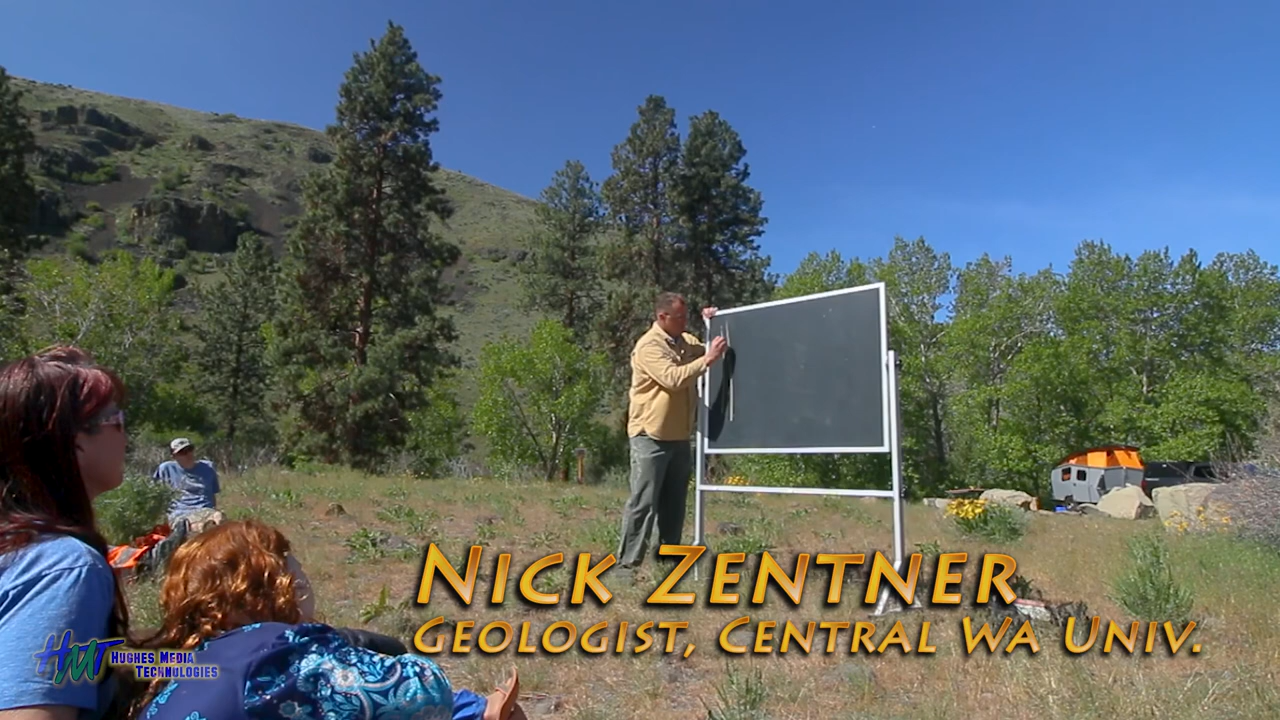 Nick Zentner
Geologist, Central Wa Univ.
HMT Hughes Media
Technologies